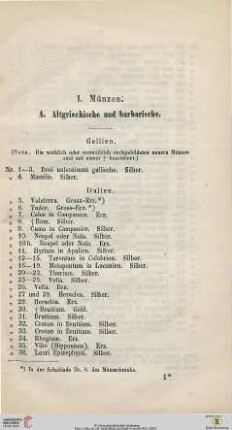 I. Münzen.
A. Altgriechische und barbarische.
Gallien.
(Nota. Die wirklich oder vermuthlich nachgebildeten neuern Münzen
sind mit einem † bezeichnet.)
Nr. 1—3. Drei unbestimmt gallische. Silber.
„ 4. Massilia. Silber.
Italien.
„ 5. Volaterra. Gross-Erz.*)
„ 6. Tuder. Gross-Erz.*)
„ 7. Cales in Campanien. Erz.
„ 8. † Rom. Silber.
„ 9. Cuma in Campanien. Silber.
„ 10. Neapel oder Nola. Silber.
„ 10b. Neapel oder Nola. Erz.
„ 11. Hyrium in Apulien. Silber.
„ 12—15. Tarentum in Calabrien. Silber.
„ 16—19. Metapontum in Lucanien. Silber.
„ 20—22. Thurium. Silber.
„ 23—25. Velia. Silber.
„ 26. Velia. Erz.
„ 27 und 28. Heraclea. Silber.
„ 29. Heraclea. Erz.
„ 30. † Bruttium. Gold.
„ 31. Bruttium. Silber.
„ 32. Croton in Bruttium. Silber.
„ 33. Croton in Bruttium. Silber.
„ 34. Rhegium. Erz.
„ 35. Vibo (Hipponium). Erz.
„ 36. Locri Epizephyrii. Silber.
*) In der Schublade Nr. 6. des Münzschranks.
1*